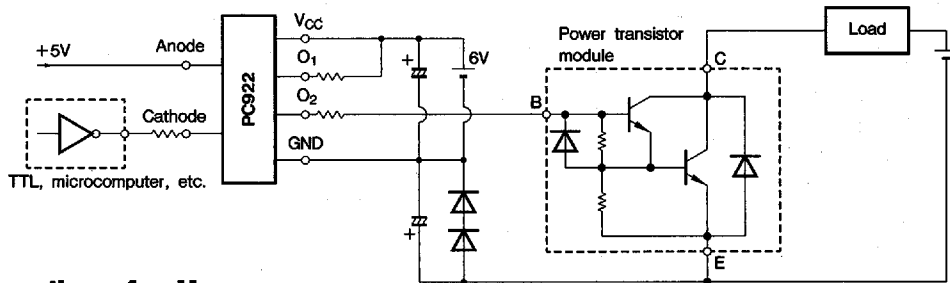 +5V
Anode
Cathode
TTL, microcomputer, etc.
PC922
VCC
O1
O2
GND
+
+
6V
B
Power transistor
module
C
E
Load